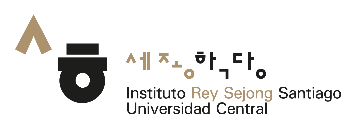 세종학당
Instituto Rey Sejong Santiago
Universidad Central